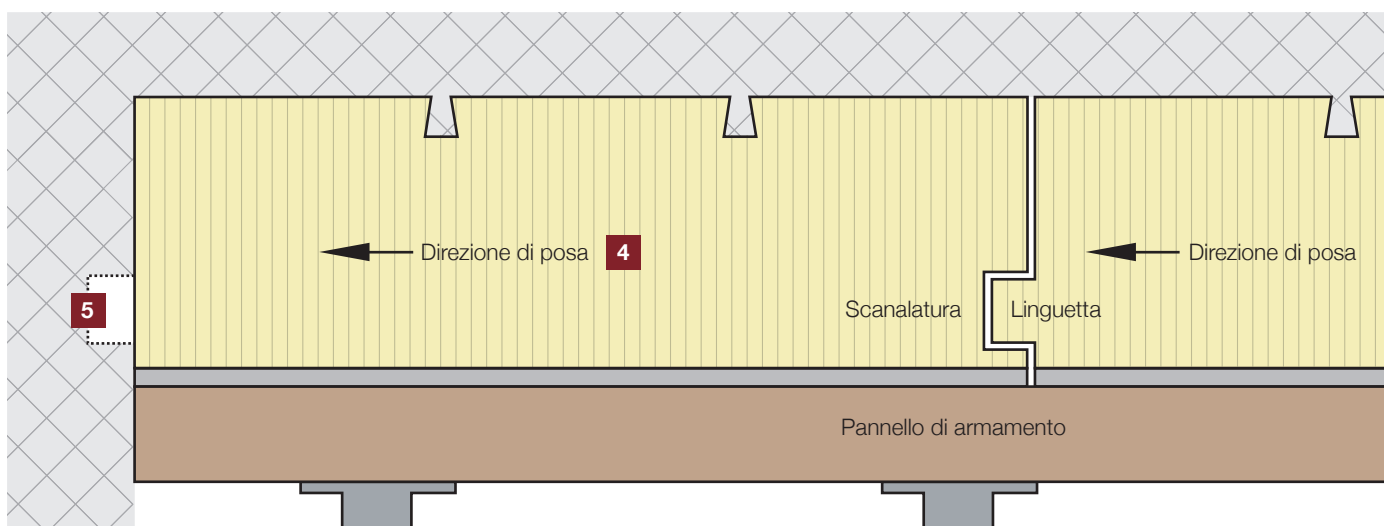 Direzione di posa 4
Direzione di posa
5
Scanalatura
Linguetta
Pannello di armamento